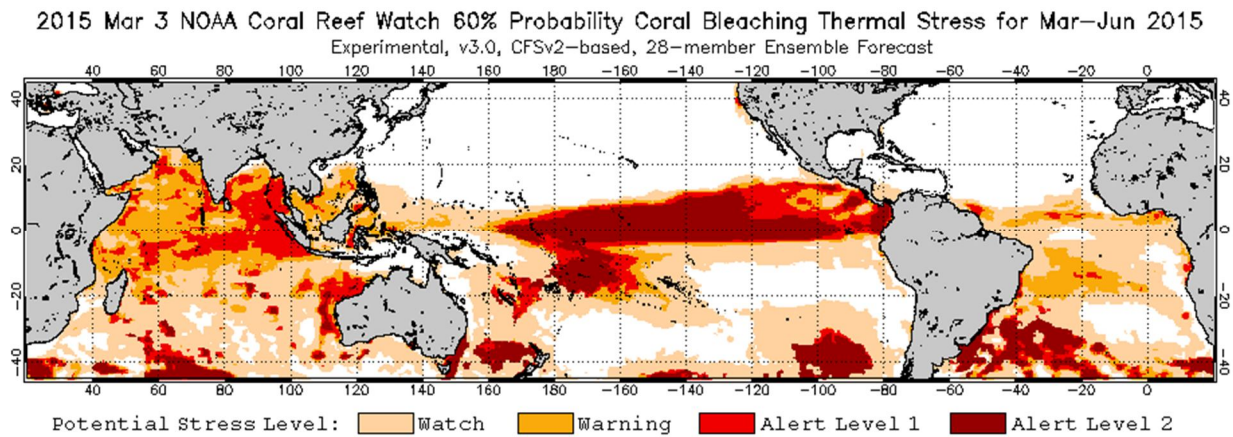 2015 Mar 3 NOAA Coral Reef Watch 60% Probability Coral Bleaching Thermal Stress for Mar-Jun 2015
Experimental, v3.0, CFSv2-based, 28-member Ensemble Forecast
40 60 80 100 120 140 160 180 -160 -140 -120 -100 -80 -60 -40 -20 0
40 40
20 20
0 0
-20 -20
-40 -40
40 60 80 100 120 140 160 180 -160 -140 -120 -100 -80 -60 -40 -20 0
Potential Stress Level: Watch Warning Alert Level 1 Alert Level 2